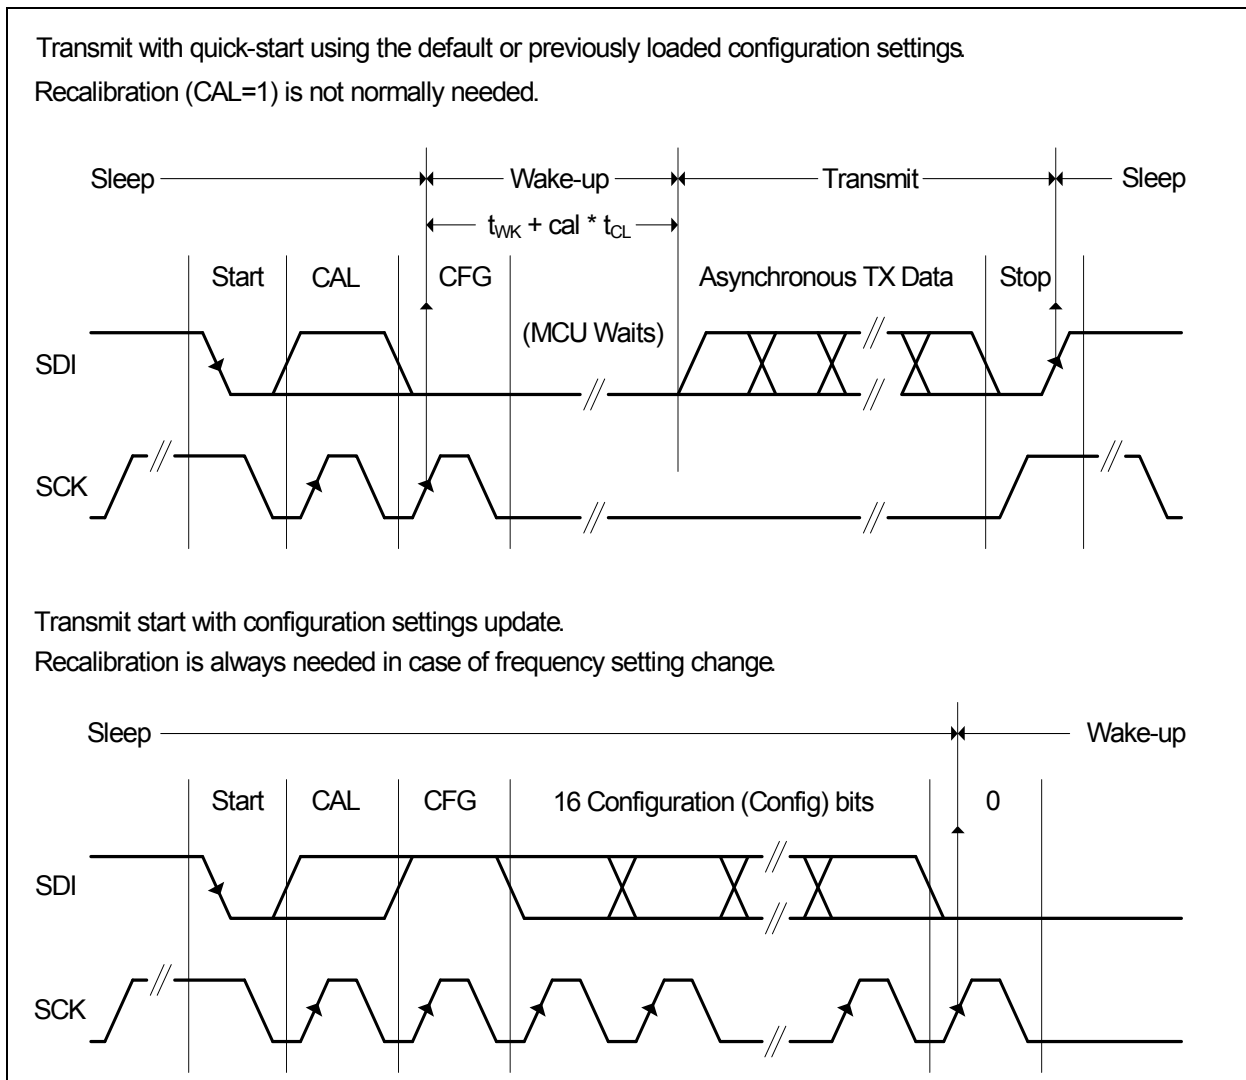 Transmit with quick-start using the default or previously loaded configuration settings.
Recalibration (CAL=1) is not normally needed.
Sleep Wake-up Transmit Sleep
tWK + cal * tCL
Start CAL CFG Asynchronous TX Data Stop
(MCU Waits)
SDI
SCK
Transmit start with configuration settings update.
Recalibration is always needed in case of frequency setting change.
Sleep Wake-up
Start CAL CFG 16 Configuration (Config) bits 0
SDI
SCK